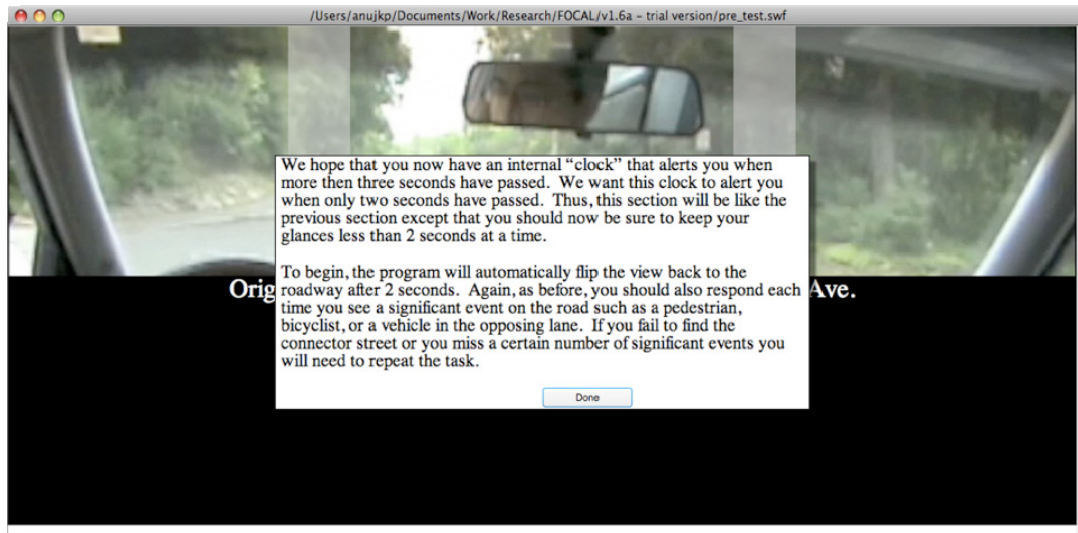 /Users/anujkp/Documents/Work/Research/FOCAL/v1.6a - trial version/pre_test.swf
We hope that you now have an internal “clock” that alerts you when
more then three seconds have passed.  We want this clock to alert you
when only two seconds have passed.  Thus, this section will be like the
previous section except that you should now be sure to keep your
glances less than 2 seconds at a time.
To begin, the program will automatically flip the view back to the
Orig
roadway after 2 seconds.  Again, as before, you should also respond each
Ave.
time you see a significant event on the road such as a pedestrian,
bicyclist, or a vehicle in the opposing lane.  If you fail to find the
connector street or you miss a certain number of significant events you
will need to repeat the task.
Done